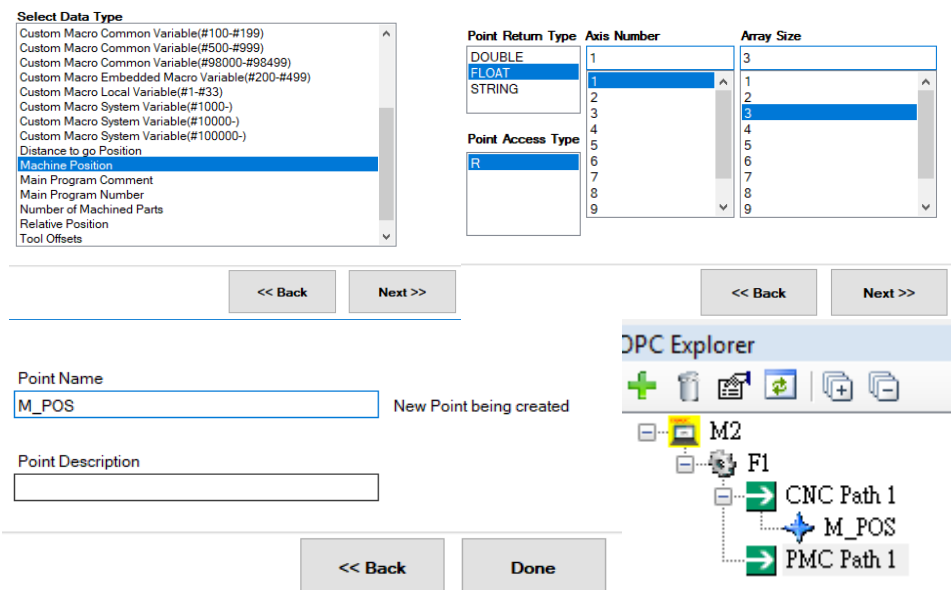 Select Data Type
Custom Macro Common Variable(#100-#199)
Custom Macro Common Variable(#500-#999)
Custom Macro Common Variable(#98000-#98499)
Custom Macro Embedded Macro Variable(#200-#499)
Custom Macro Local Variable(#1-#33)
Custom Macro System Variable(#1000-)
Custom Macro System Variable(#10000-)
Custom Macro System Variable(#100000-)
Distance to go Position
Machine Position
Main Program Comment
Main Program Number
Number of Machined Parts
Relative Position
Tool Offsets
<< Back
Next >>
Point Return Type
DOUBLE
FLOAT
STRING
Point Access Type
R
Axis Number
1
1
2
3
4
5
6
7
8
9
Array Size
3
1
2
3
4
5
6
7
8
9
<< Back
Next >>
Point Name
M_POS
New Point being created
Point Description
<< Back
Done
OPC Explorer
M2
F1
CNC Path 1
M_POS
PMC Path 1